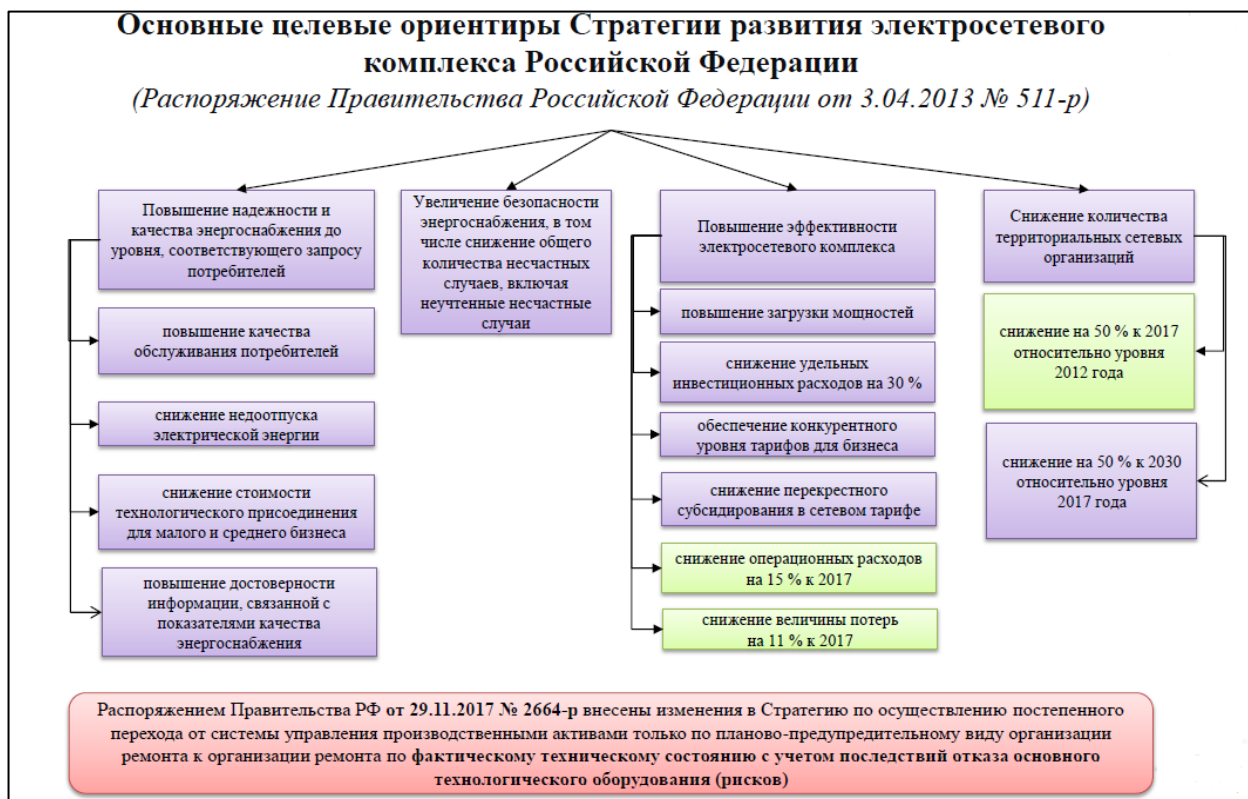 Основные целевые ориентиры Стратегии развития электросетевого
комплекса Российской Федерации
(Распоряжение Правительства Российской Федерации от 3.04.2013 № 511-р)
Повышение надежности и
качества энергоснабжения до
уровня, соответствующего запросу
потребителей
повышение качества
обслуживания потребителей
снижение недоотпуска
электрической энергии
снижение стоимости
технологического присоединения
для малого и среднего бизнеса
повышение достоверности
информации, связанной с
показателями качества
энергоснабжения
Увеличение безопасности
энергоснабжения, в том
числе снижение общего
количества несчастных
случаев, включая
неучтенные несчастные
случаи
Повышение эффективности
электросетевого комплекса
повышение загрузки мощностей
снижение удельных
инвестиционных расходов на 30 %
обеспечение конкурентного
уровня тарифов для бизнеса
снижение перекрестного
субсидирования в сетевом тарифе
снижение операционных расходов
на 15 % к 2017
снижение величины потерь
на 11 % к 2017
Снижение количества
территориальных сетевых
организаций
снижение на 50 % к 2017
относительно уровня
2012 года
снижение на 50 % к 2030
относительно уровня
2017 года
Распоряжением Правительства РФ от 29.11.2017 № 2664-р внесены изменения в Стратегию по осуществлению постепенного
перехода от системы управления производственными активами только по планово-предупредительному виду организации
ремонта к организации ремонта по фактическому техническому состоянию с учетом последствий отказа основного
технологического оборудования (рисков)